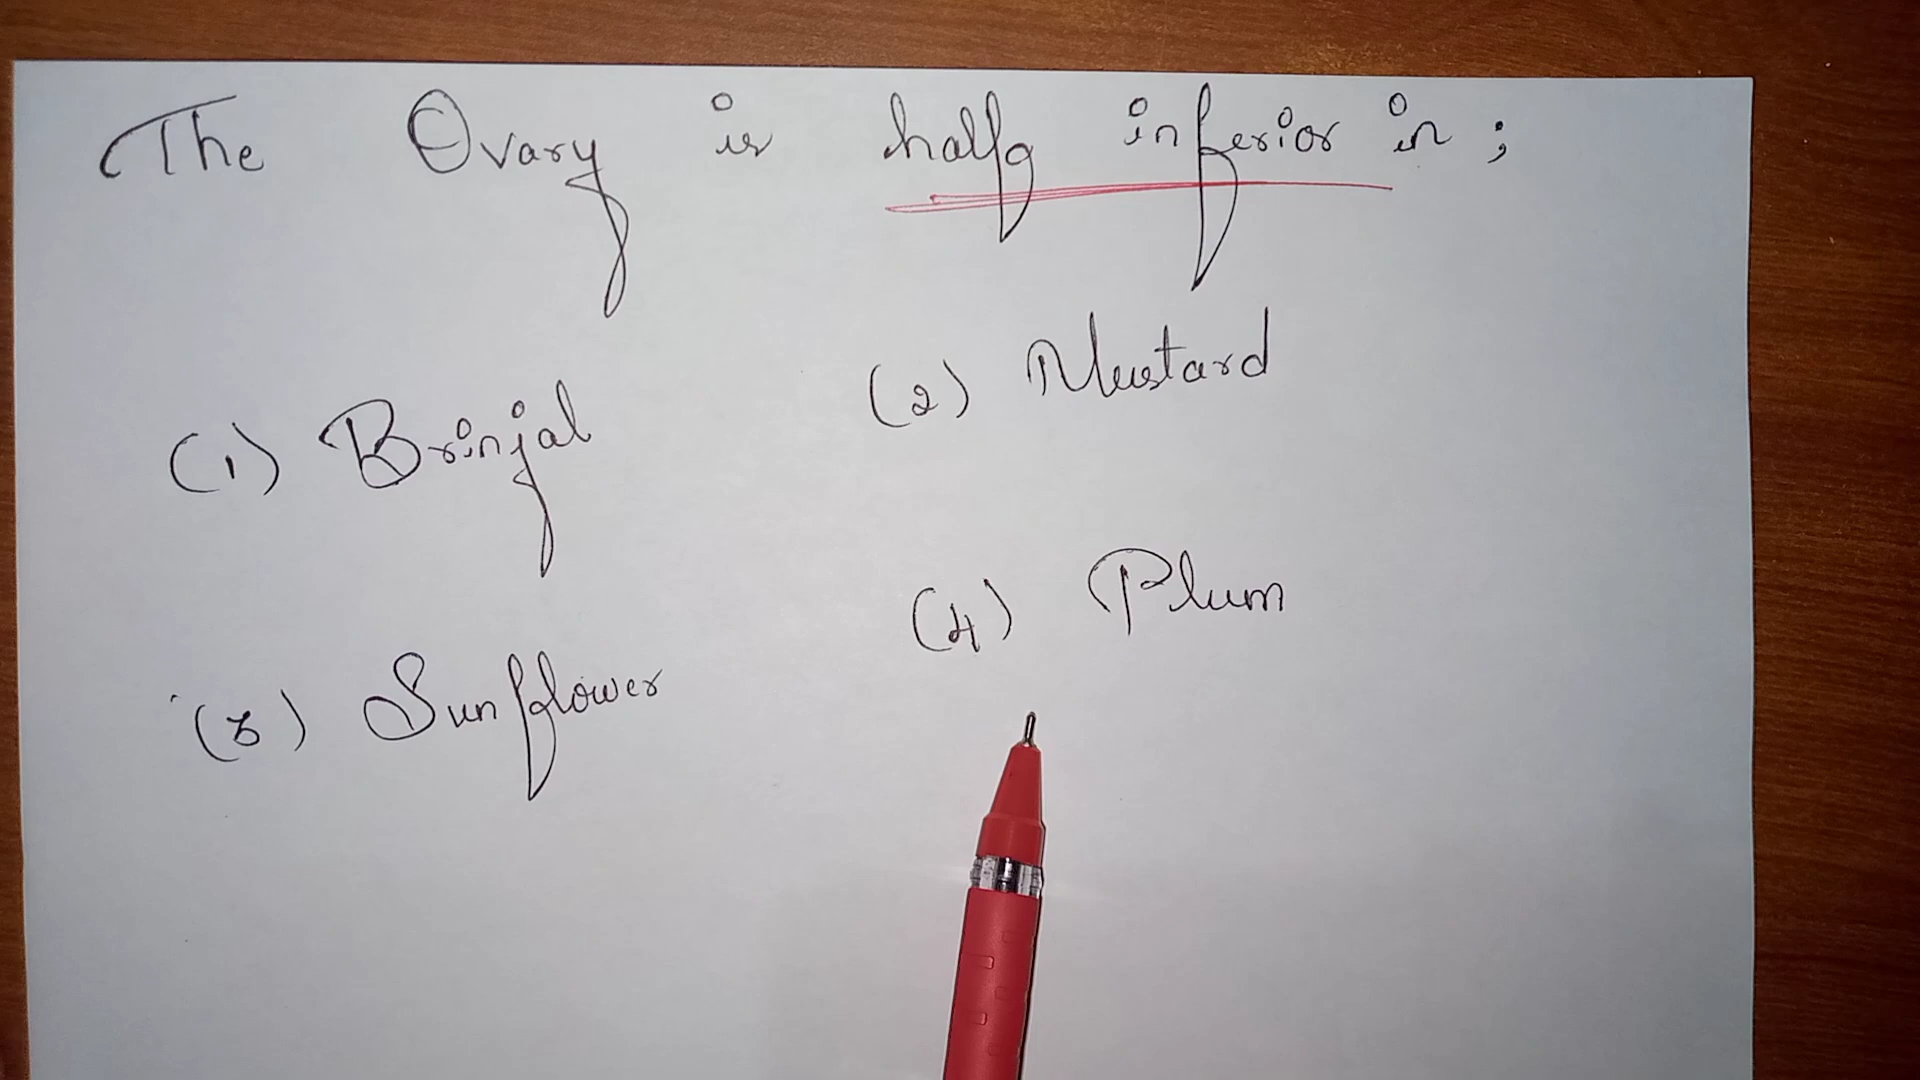 The Ovary is half inferior in ;
(1) Brinjal (2) Mustard
(3) Sunflower (4) Plum